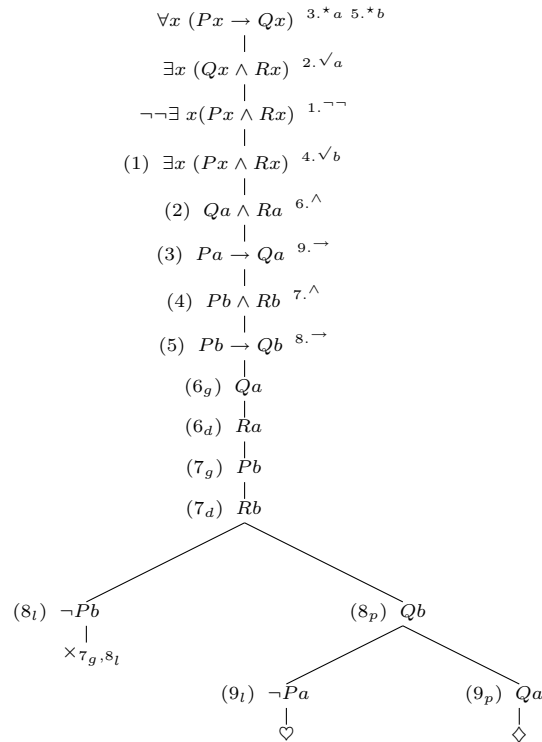 ∀x (Px → Qx) 3.⋆a 5.⋆b
∃x (Qx ∧ Rx) 2.√a
¬¬∃ x(Px ∧ Rx) 1.¬¬
(1) ∃x (Px ∧ Rx) 4.√b
(2) Qa ∧ Ra 6.∧
(3) Pa → Qa 9.→
(4) Pb ∧ Rb 7.∧
(5) Pb → Qb 8.→
(6g) Qa
(6d) Ra
(7g) Pb
(7d) Rb
(8l) ¬Pb (8p) Qb
×7g,8l
(9l) ¬Pa (9p) Qa
♡ ◇